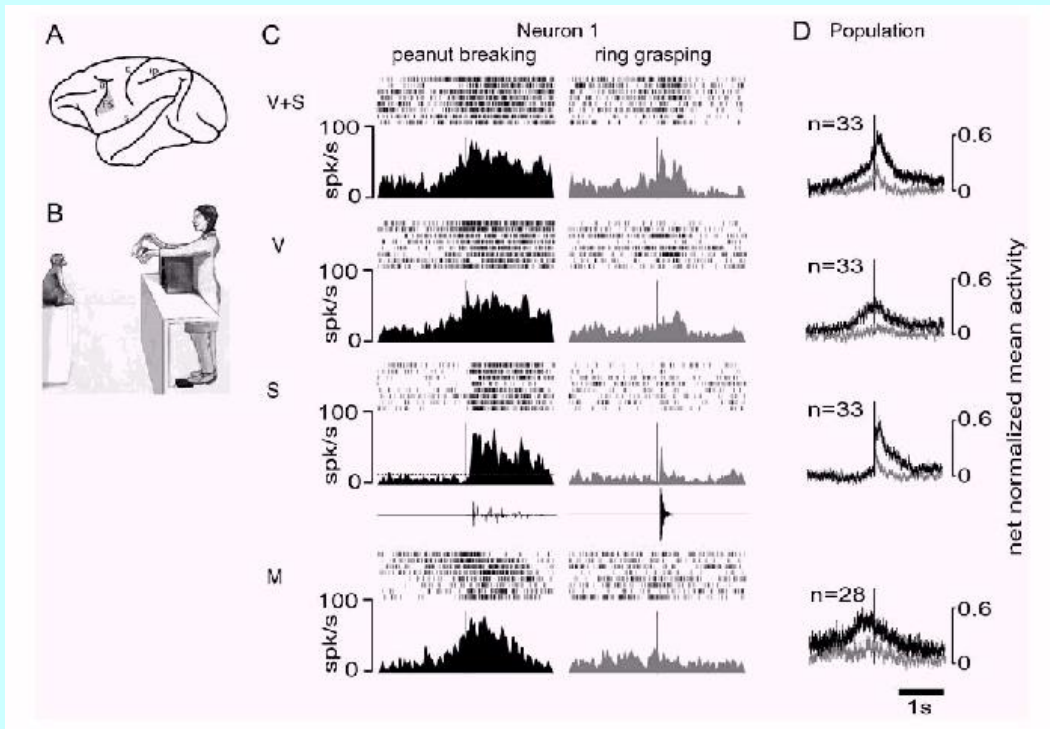 A
c
ip
F5
B
C
Neuron 1
peanut breaking
ring grasping
V+S
100
spk/s
0
V
100
spk/s
0
S
100
spk/s
0
M
100
spk/s
0
D
Population
n=33
0.6
0
n=33
0.6
0
n=33
0.6
0
n=28
0.6
0
net normalized mean activity
1s